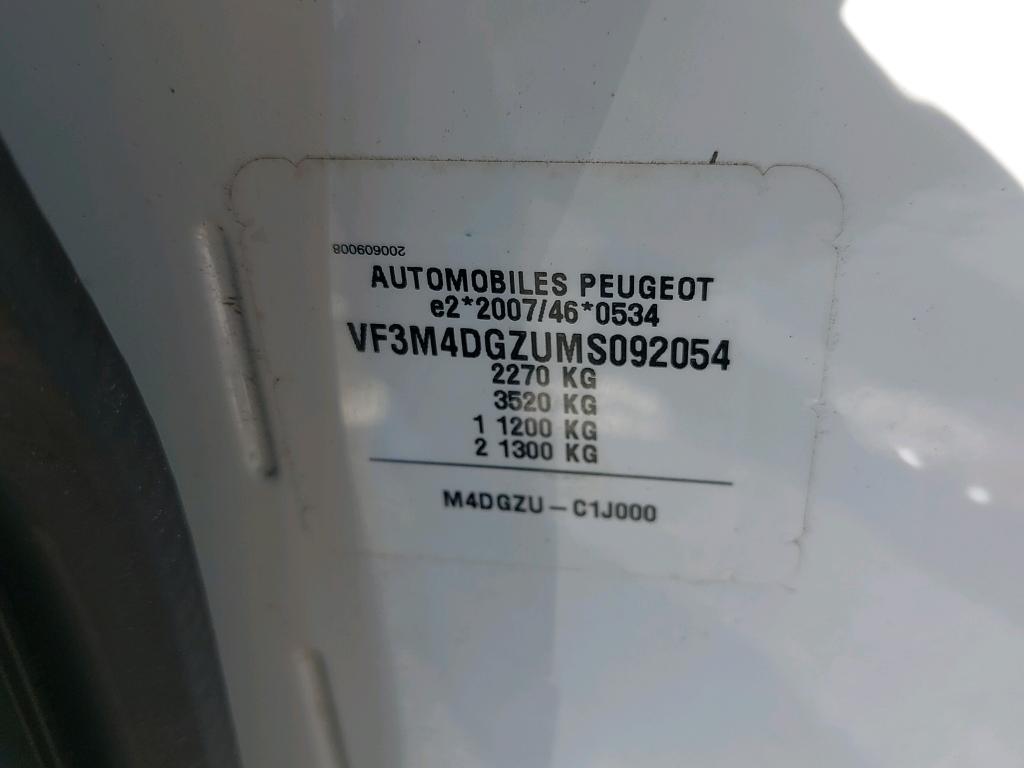 200609008
AUTOMOBILES PEUGEOT
e2*2007/46*0534
VF3M4DGZUMS092054
2270 KG
3520 KG
1 1200 KG
2 1300 KG
M4DGZU – C1J000